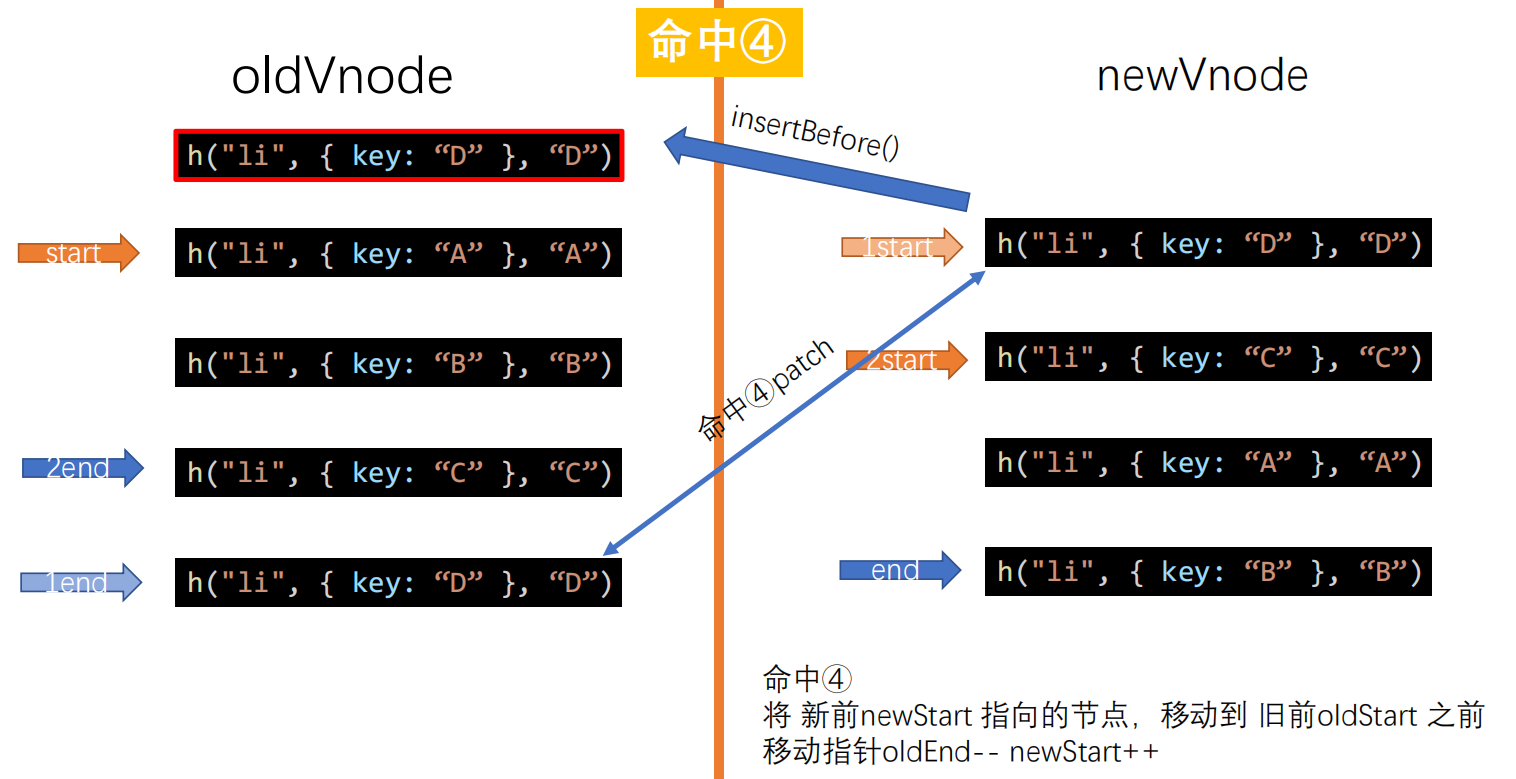 命中④
oldVnode
newVnode
insertBefore()
h("li", { key: “D” }, “D”)
start
h("li", { key: “A” }, “A”)
1start
h("li", { key: “D” }, “D”)
h("li", { key: “B” }, “B”)
命中④patch
2start
h("li", { key: “C” }, “C”)
2end
h("li", { key: “C” }, “C”)
h("li", { key: “A” }, “A”)
1end
h("li", { key: “D” }, “D”)
end
h("li", { key: “B” }, “B”)
命中④
将 新前newStart 指向的节点，移动到 旧前oldStart 之前
移动指针oldEnd-- newStart++